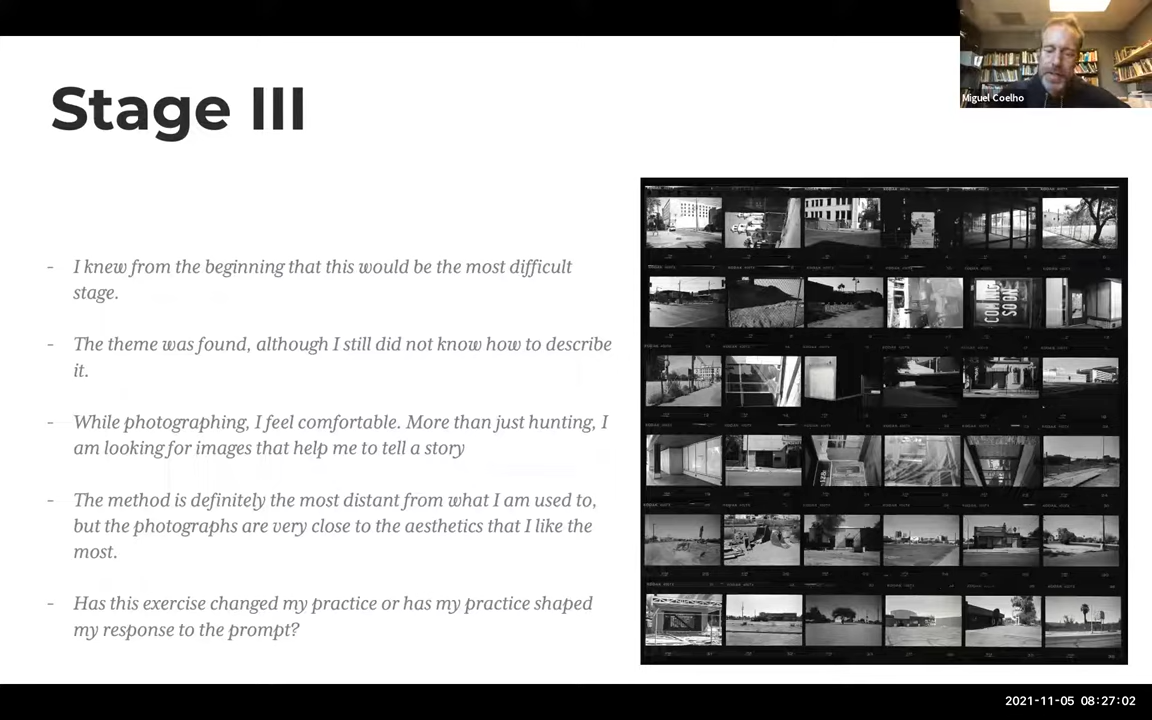 Miguel Coelho
Stage III
- I knew from the beginning that this would be the most difficult
stage.
- The theme was found, although I still did not know how to describe
it.
- While photographing, I feel comfortable. More than just hunting, I
am looking for images that help me to tell a story
- The method is definitely the most distant from what I am used to,
but the photographs are very close to the aesthetics that I like the
most.
- Has this exercise changed my practice or has my practice shaped
my response to the prompt?
COMING
SOON
2021-11-05 08:27:02